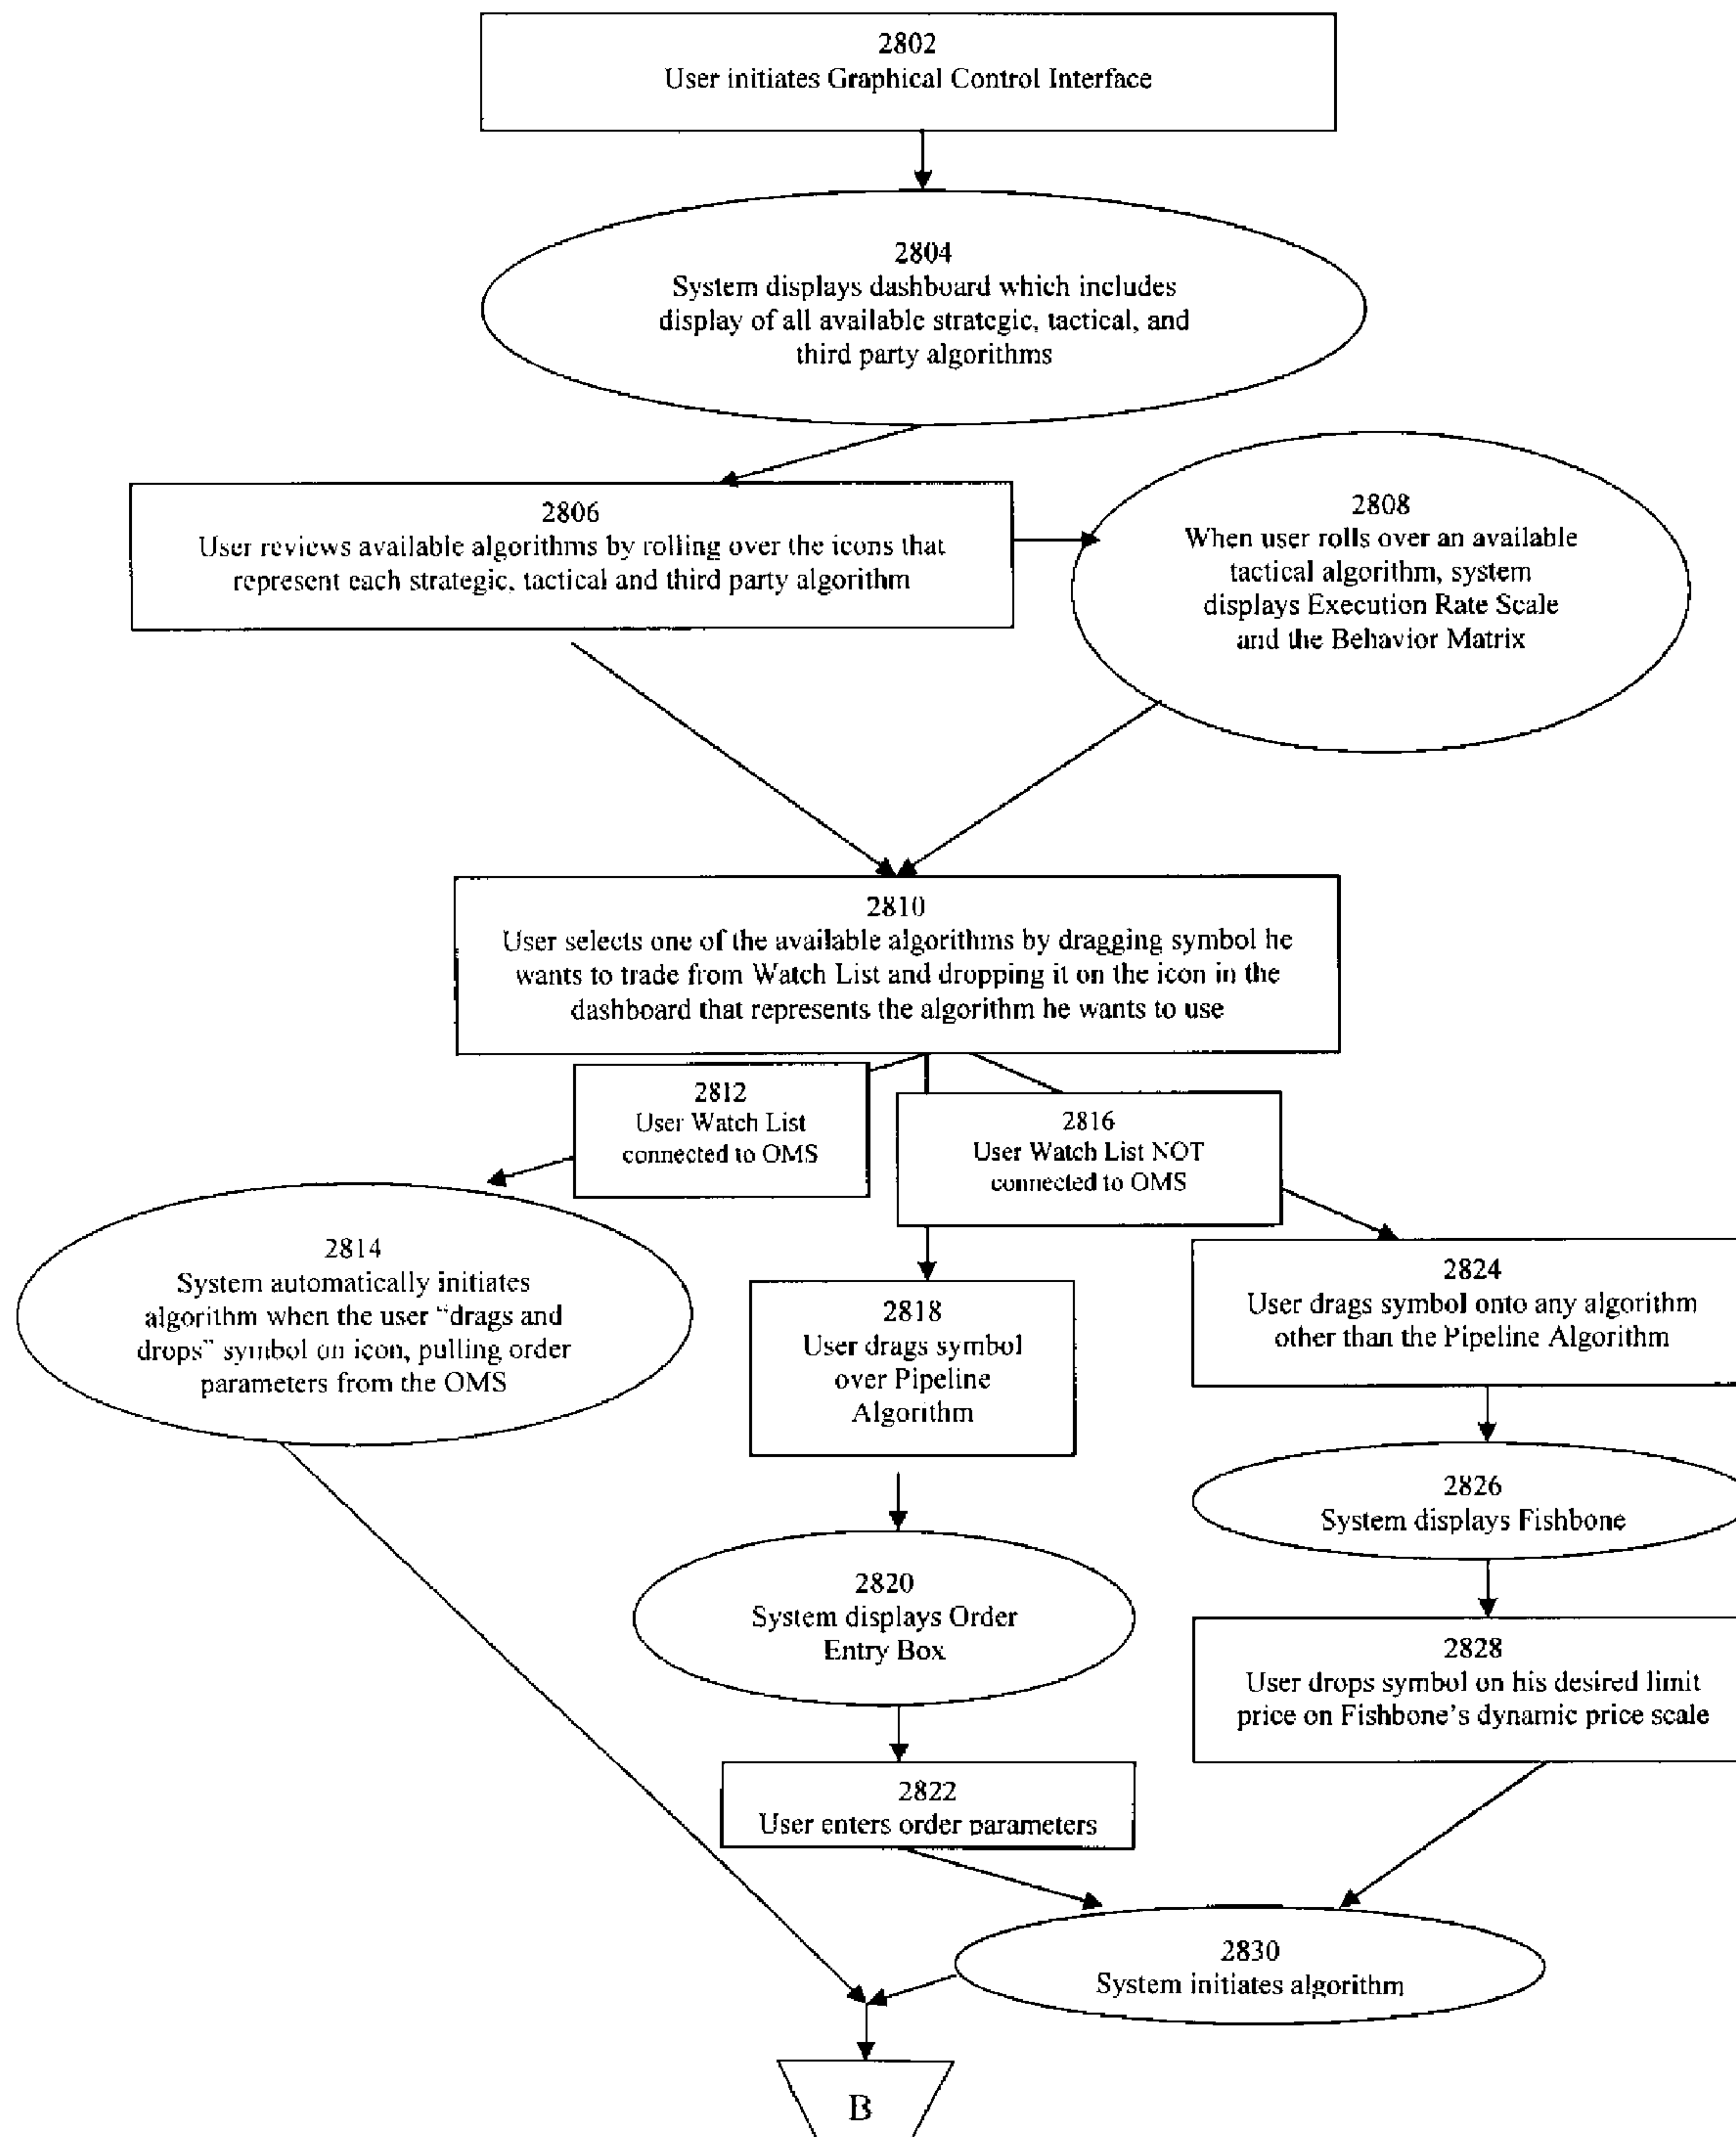 2802
User initiates Graphical Control Interface
2804
System displays dashboard which includes
display of all available strategic, tactical, and
third party algorithms
2806
User reviews available algorithms by rolling over the icons that
represent each strategic, tactical and third party algorithm
2808
When user rolls over an available
tactical algorithm, system
displays Execution Rate Scale
and the Behavior Matrix
2810
User selects one of the available algorithms by dragging symbol he
wants to trade from Watch List and dropping it on the icon in the
dashboard that represents the algorithm he wants to use
2812
User Watch List
connected to OMS
2816
User Watch List NOT
connected to OMS
2814
System automatically initiates
algorithm when the user "drags and
drops" symbol on icon, pulling order
parameters from the OMS
2818
User drags symbol
over Pipeline
Algorithm
2824
User drags symbol onto any algorithm
other than the Pipeline Algorithm
2826
System displays Fishbone
2820
System displays Order
Entry Box
2828
User drops symbol on his desired limit
price on Fishbone's dynamic price scale
2822
User enters order parameters
2830
System initiates algorithm
B